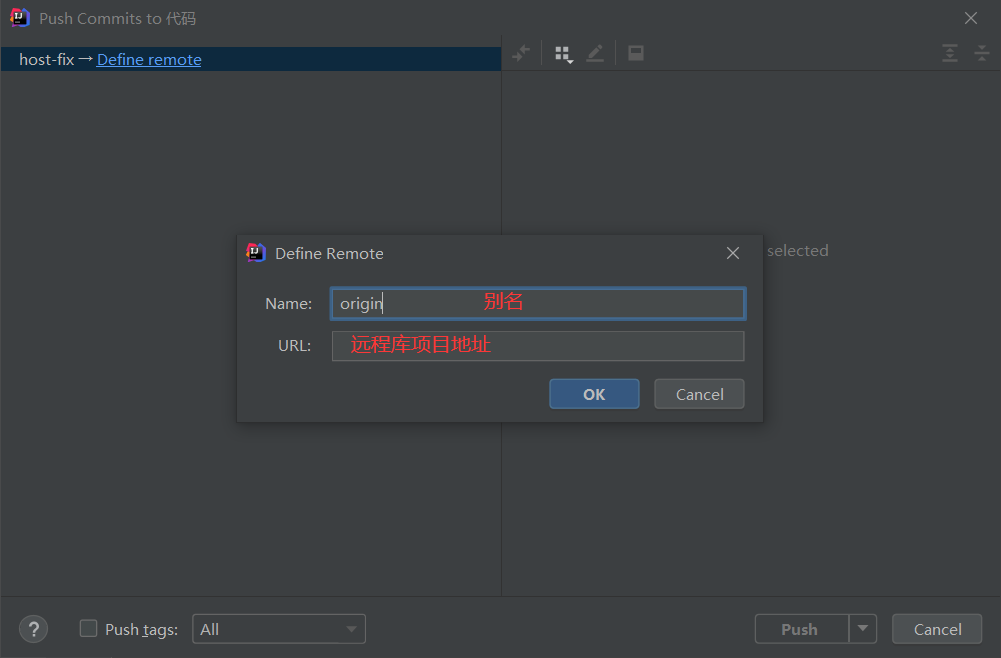 Push Commits to 代码
host-fix → Define remote
selected
Define Remote
Name: origin 别名
URL: 远程库项目地址
OK Cancel
? Push tags: All Push Cancel